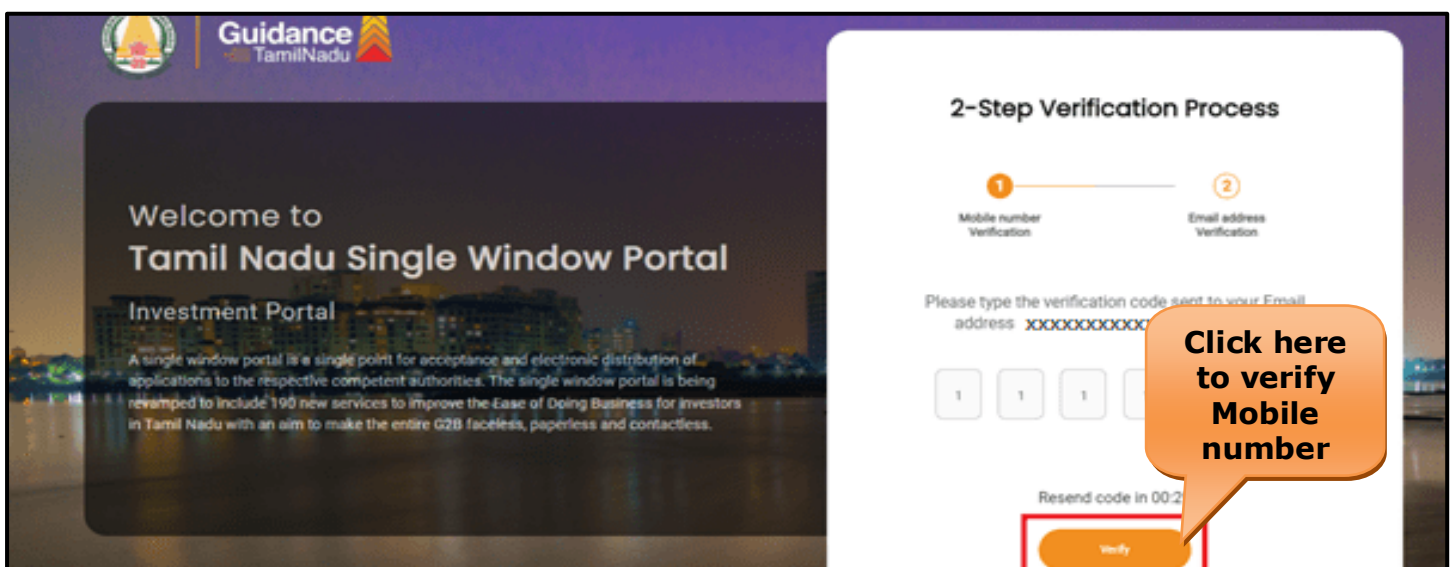 Guidance
TamilNadu
Welcome to
Tamil Nadu Single Window Portal
Investment Portal
A single window portal is a single point for acceptance and electronic distribution of
applications to the respective competent authorities. The single window portal is being
revamped to include 190 new services to improve the Ease of Doing Business for investors
in Tamil Nadu with an aim to make the entire G2B faceless, paperless and contactless.
2-Step Verification Process
1
2
Mobile number
Verification
Email address
Verification
Please type the verification code sent to your Email
address XXXXXXXXXXX
1 1 1
Resend code in
Verify
Click here
to verify
Mobile
number